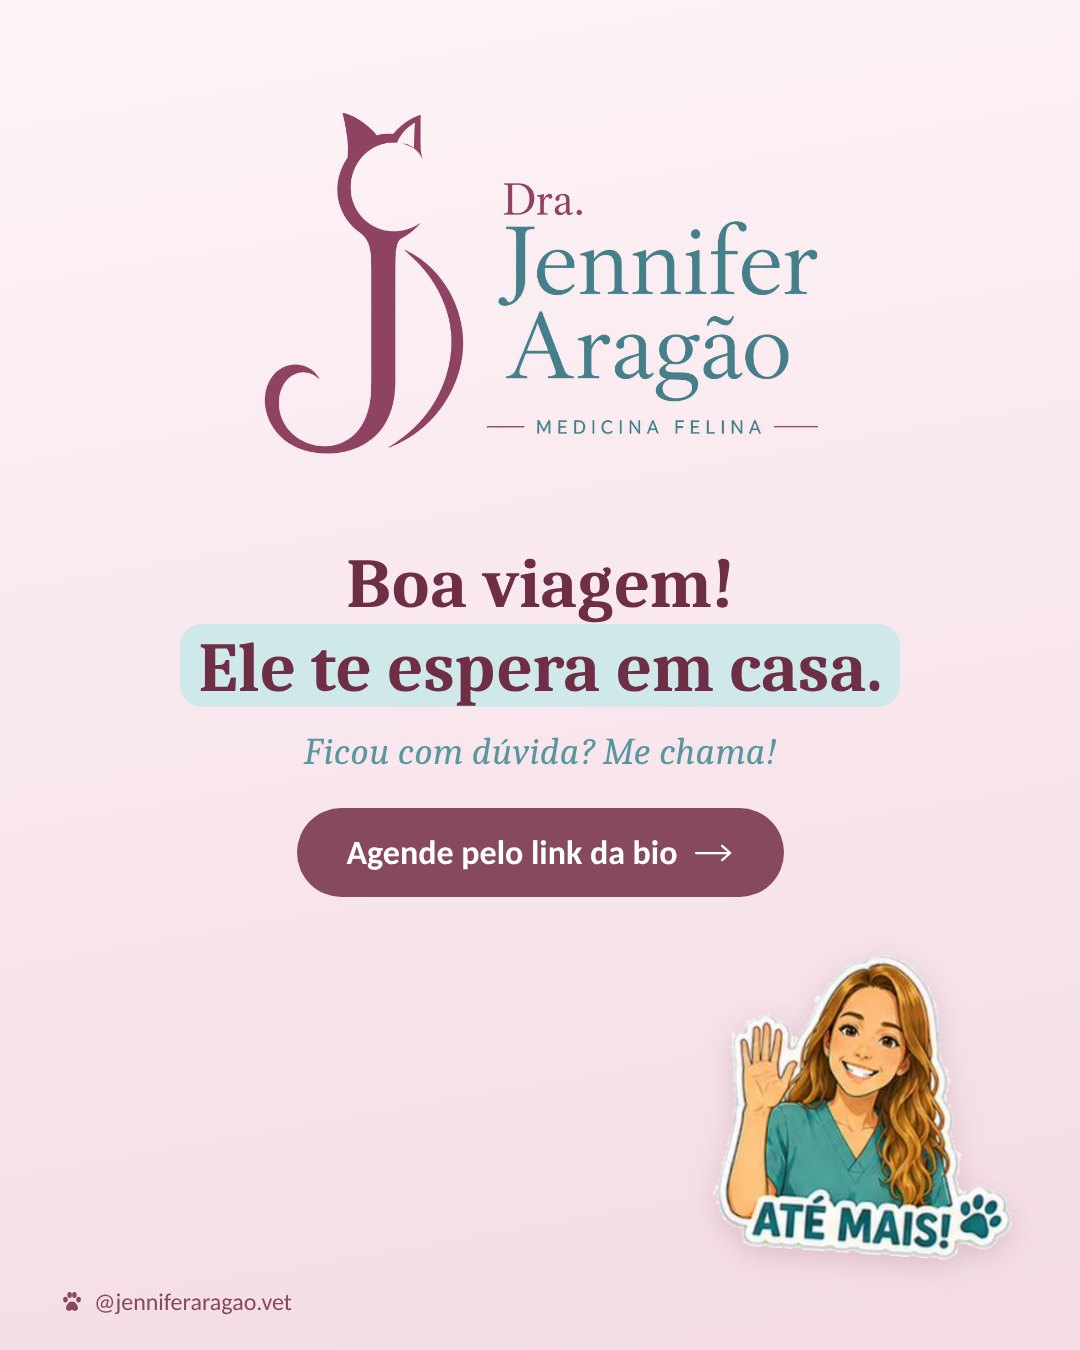 Dra.
Jennifer
Aragão
MEDICINA FELINA
Boa viagem!
Ele te espera em casa.
Ficou com dúvida? Me chama!
Agende pelo link da bio →
ATÉ MAIS!
@jenniferaragao.vet